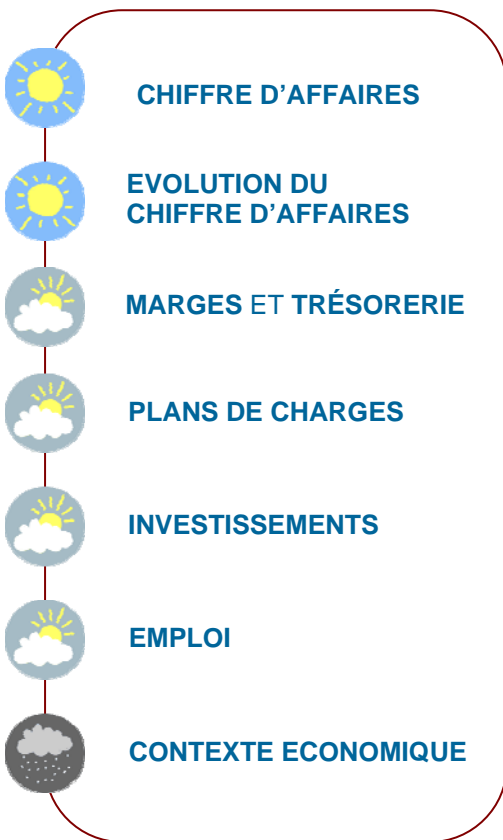 CHIFFRE D’AFFAIRES
EVOLUTION DU
CHIFFRE D’AFFAIRES
MARGES ET TRÉSORERIE
PLANS DE CHARGES
INVESTISSEMENTS
EMPLOI
CONTEXTE ECONOMIQUE